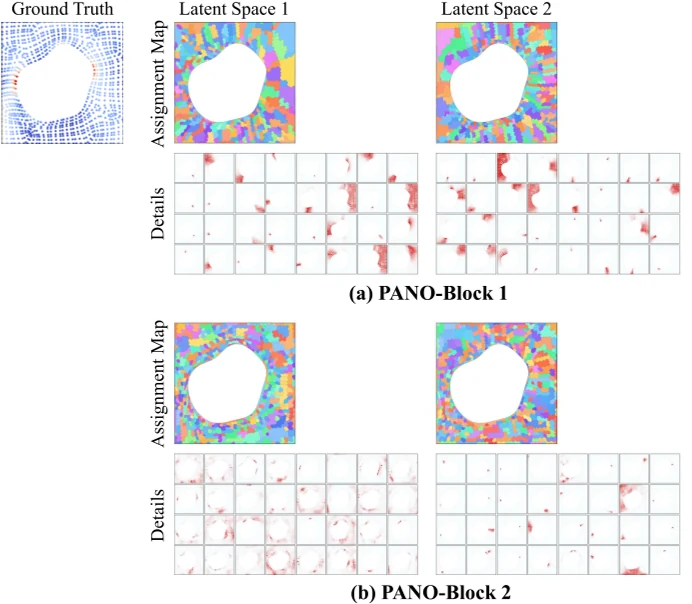 Ground Truth
Latent Space 1
Latent Space 2
Assignment Map
Details
(a) PANO-Block 1
Assignment Map
Details
(b) PANO-Block 2